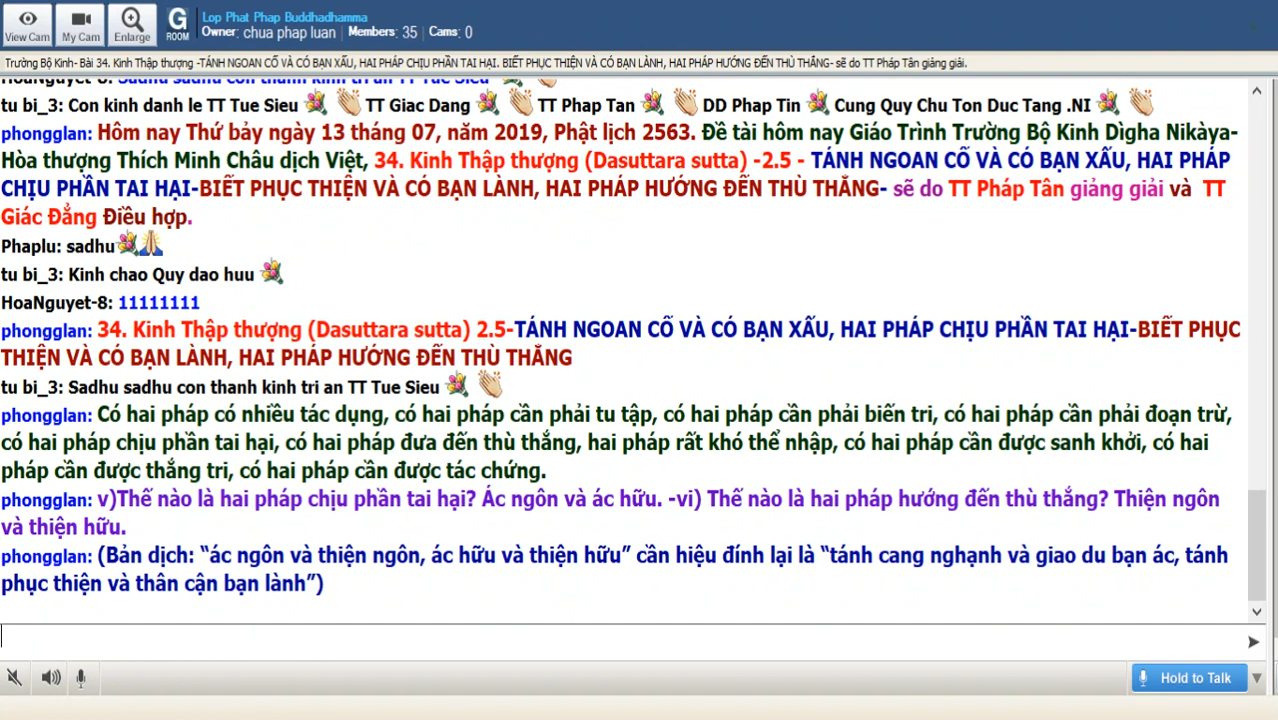 Lop Phat Phap Buddhadhamma
Owner: chua phap luan | Members: 35 | Cams: 0
View Cam
My Cam
Enlarge
G
ROOM
Trường Bộ Kinh- Bài 34. Kinh Thập thượng -TÁNH NGOAN CỐ VÀ CÓ BẠN XẤU, HAI PHÁP CHỊU PHẦN TAI HẠI. BIẾT PHỤC THIỆN VÀ CÓ BẠN LÀNH, HAI PHÁP HƯỚNG ĐẾN THÙ THẮNG- sẽ do TT Pháp Tân giảng giải.
HoaNguyet-8: Sadhu sadhu con thanh kinh tri an TT Tue Sieu
tu bi_3: Con kinh danh le TT Tue Sieu TT Giac Dang TT Phap Tan DD Phap Tin Cung Quy Chu Ton Duc Tang .NI
phongglan: Hôm nay Thứ bảy ngày 13 tháng 07, năm 2019, Phật lịch 2563. Đề tài hôm nay Giáo Trình Trường Bộ Kinh Dìgha Nikàya-
Hòa thượng Thích Minh Châu dịch Việt, 34. Kinh Thập thượng (Dasuttara sutta) -2.5 - TÁNH NGOAN CỐ VÀ CÓ BẠN XẤU, HAI PHÁP
CHỊU PHẦN TAI HẠI-BIẾT PHỤC THIỆN VÀ CÓ BẠN LÀNH, HAI PHÁP HƯỚNG ĐẾN THÙ THẮNG- sẽ do TT Pháp Tân giảng giải và TT
Giác Đẳng Điều hợp.
Phaplu: sadhu
tu bi_3: Kinh chao Quy dao huu
HoaNguyet-8: 11111111
phongglan: 34. Kinh Thập thượng (Dasuttara sutta) 2.5-TÁNH NGOAN CỐ VÀ CÓ BẠN XẤU, HAI PHÁP CHỊU PHẦN TAI HẠI-BIẾT PHỤC
THIỆN VÀ CÓ BẠN LÀNH, HAI PHÁP HƯỚNG ĐẾN THÙ THẮNG
tu bi_3: Sadhu sadhu con thanh kinh tri an TT Tue Sieu
phongglan: Có hai pháp có nhiều tác dụng, có hai pháp cần phải tu tập, có hai pháp cần phải biến tri, có hai pháp cần phải đoạn trừ,
có hai pháp chịu phần tai hại, có hai pháp đưa đến thù thắng, hai pháp rất khó thể nhập, có hai pháp cần được sanh khởi, có hai
pháp cần được thắng tri, có hai pháp cần được tác chứng.
phongglan: v)Thế nào là hai pháp chịu phần tai hại? Ác ngôn và ác hữu. -vi) Thế nào là hai pháp hướng đến thù thắng? Thiện ngôn
và thiện hữu.
phongglan: (Bản dịch: “ác ngôn và thiện ngôn, ác hữu và thiện hữu” cần hiệu đính lại là “tánh cang nghạnh và giao du bạn ác, tánh
phục thiện và thân cận bạn lành”)
Hold to Talk